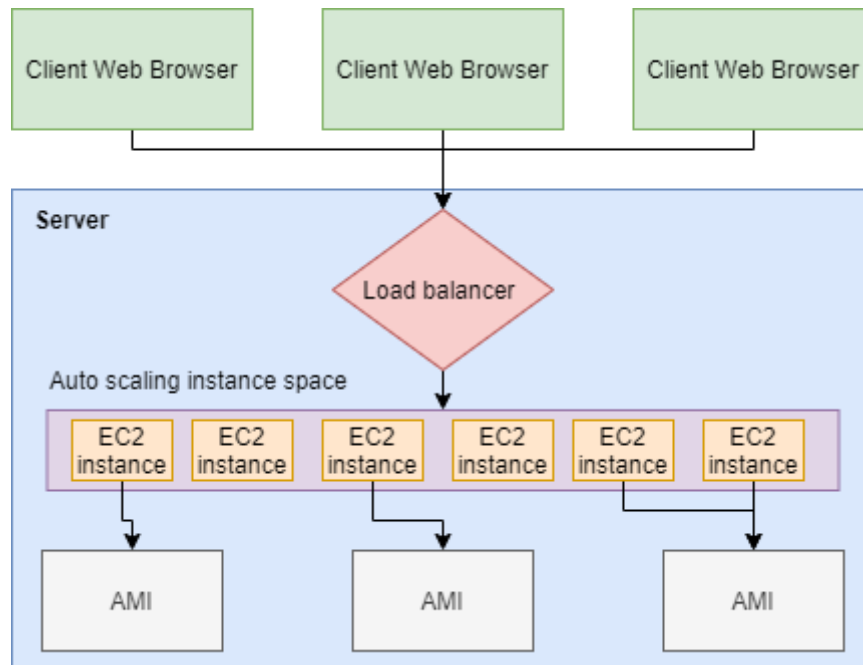 Client Web Browser
Client Web Browser
Client Web Browser
Server
Load balancer
Auto scaling instance space
EC2
instance
EC2
instance
EC2
instance
EC2
instance
EC2
instance
EC2
instance
AMI
AMI
AMI